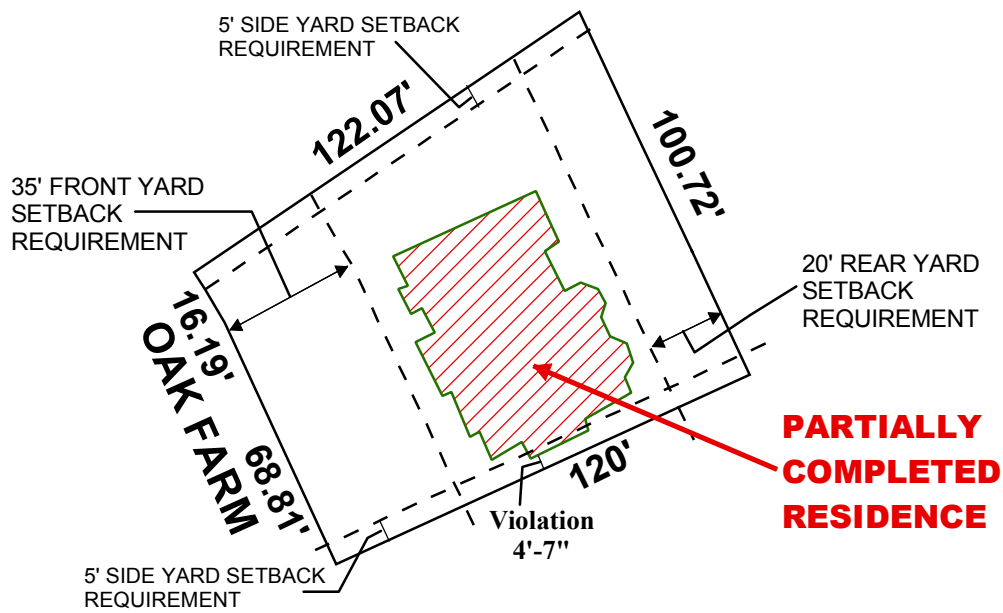 5' SIDE YARD SETBACK
REQUIREMENT
122.07'
100.72'
35' FRONT YARD
SETBACK
REQUIREMENT
20' REAR YARD
SETBACK
REQUIREMENT
16.19'
OAK FARM
68.81'
120'
PARTIALLY
COMPLETED
RESIDENCE
Violation
4'-7"
5' SIDE YARD SETBACK
REQUIREMENT